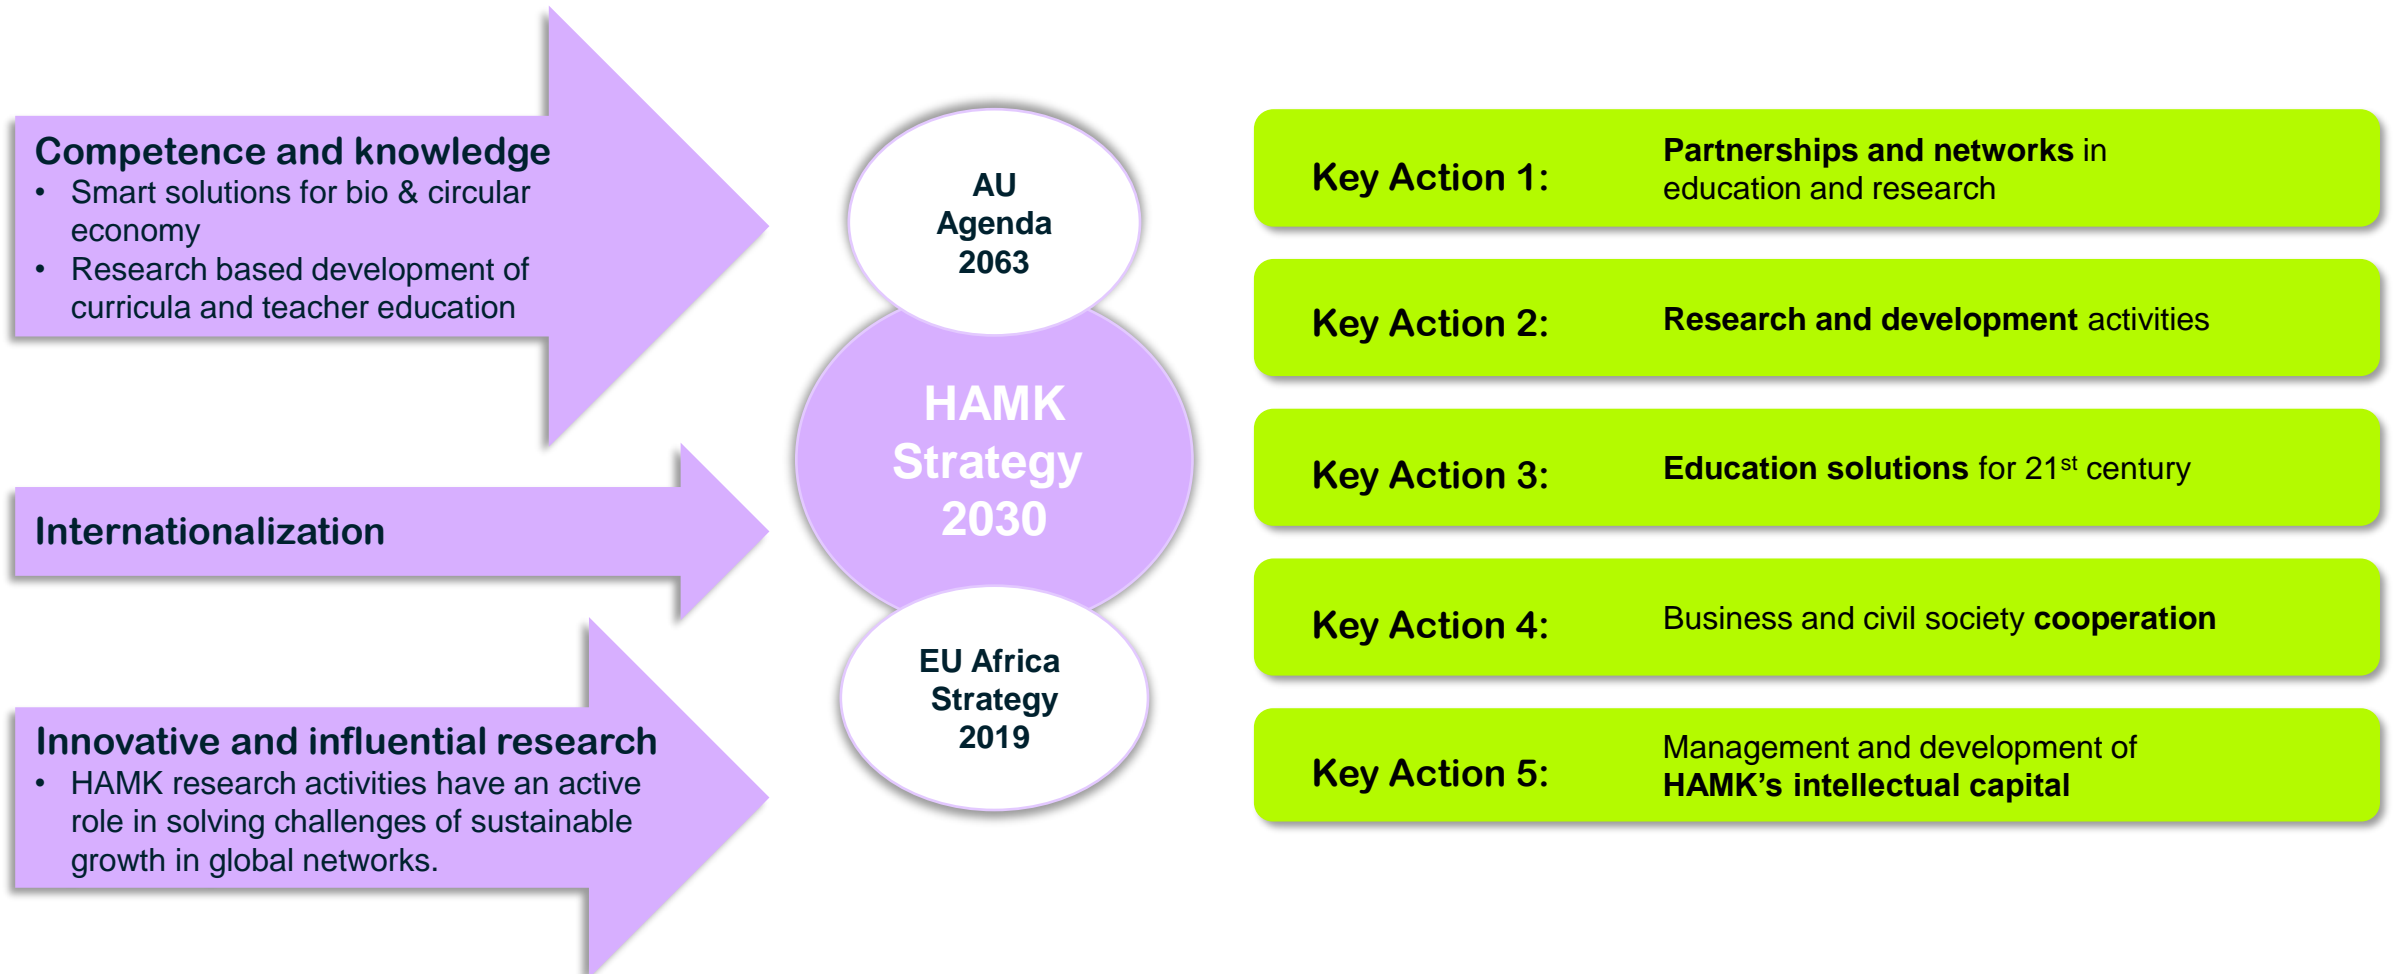 Competence and knowledge
• Smart solutions for bio & circular
economy
• Research based development of
curricula and teacher education
Internationalization
Innovative and influential research
• HAMK research activities have an active
role in solving challenges of sustainable
growth in global networks.
AU
Agenda
2063
HAMK
Strategy
2030
EU Africa
Strategy
2019
Key Action 1:
Partnerships and networks in
education and research
Key Action 2:
Research and development activities
Key Action 3:
Education solutions for 21st century
Key Action 4:
Business and civil society cooperation
Key Action 5:
Management and development of
HAMK’s intellectual capital